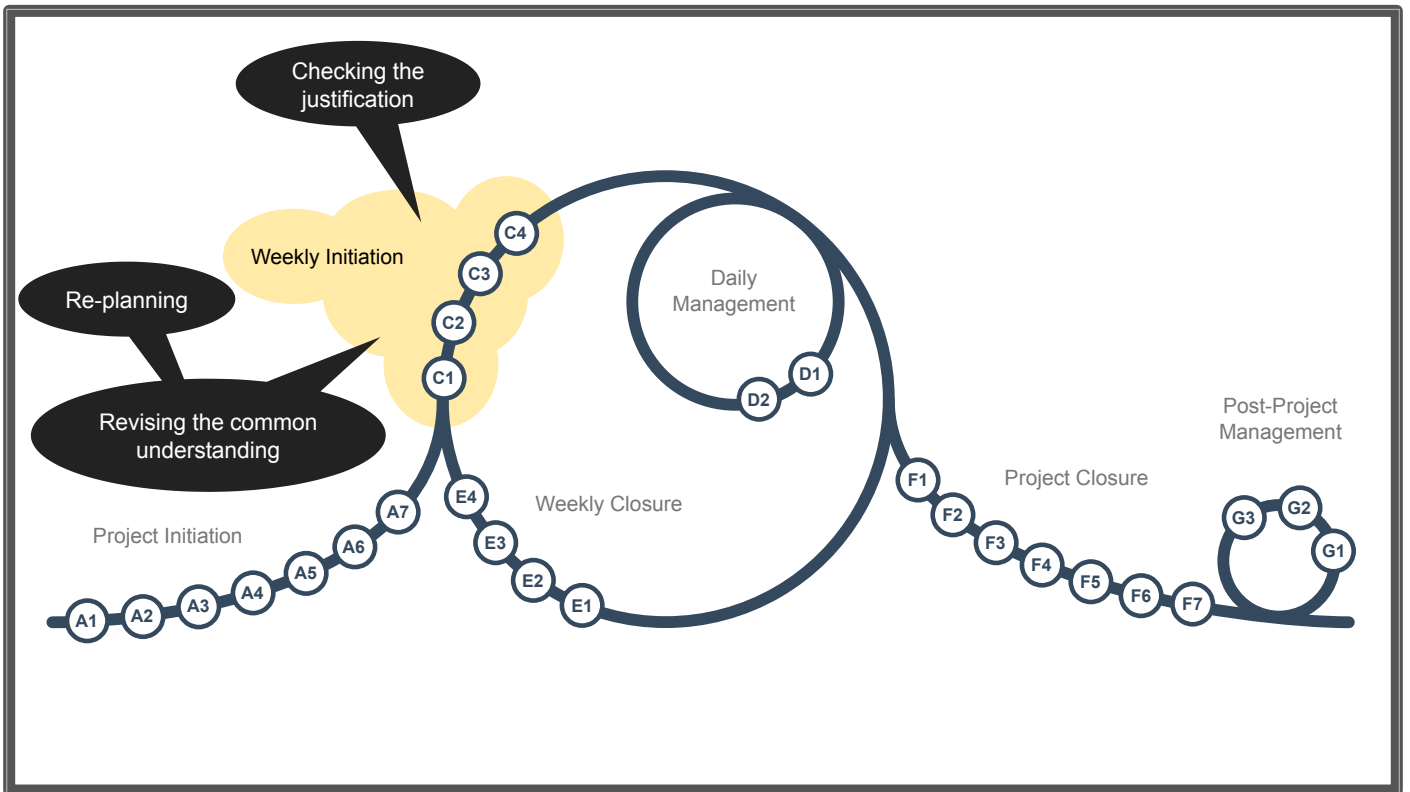 Checking the
justification
Weekly Initiation
Re-planning
Revising the common
understanding
Project Initiation
A1
A2
A3
A4
A5
A6
A7
C1
C2
C3
C4
Daily
Management
D1
D2
Weekly Closure
E1
E2
E3
E4
Project Closure
F1
F2
F3
F4
F5
F6
F7
Post-Project
Management
G1
G2
G3